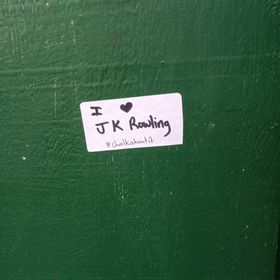 I ♥
JK Rowling
#chalkaboutit